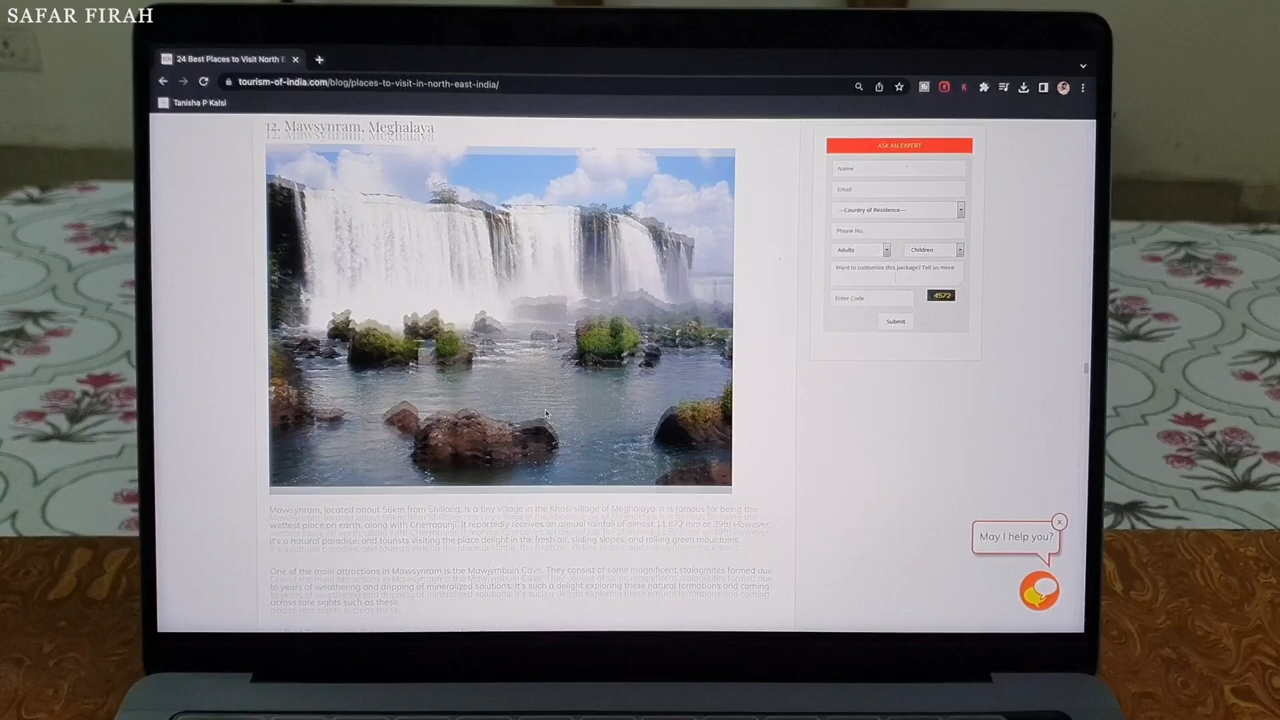 SAFAR FIRAH
24 Best Places to Visit North E
tourism-of-india.com/blog/places-to-visit-in-north-east-india/
Tanisha P Kalsi
12. Mawsynram, Meghalaya
ASK AN EXPERT
Name
Email
---Country of Residence---
Phone No.
Adults
Children
Want to customise this package? Tell us more
Enter Code
4572
Submit
Mawsynram, located about 56km from Shillong, is a tiny village in the Khasi village of Meghalaya. It is famous for being the
wettest place on earth, along with Cherrapunji. It reportedly receives an annual rainfall of almost 11,872 mm or 39ft! However,
it's a natural paradise, and tourists visiting the place delight in the fresh air, sliding slopes, and rolling green mountains.
One of the main attractions in Mawsynram is the Mawjymbuin Cave. They consist of some magnificent stalagmites formed due
to years of weathering and dripping of mineralized solutions. It's such a delight exploring these natural formations and coming
across rare sights such as these.
May I help you?